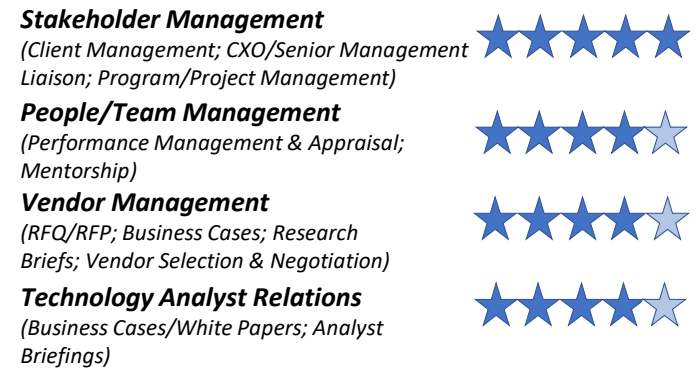 Stakeholder Management
(Client Management; CXO/Senior Management
Liaison; Program/Project Management)
People/Team Management
(Performance Management & Appraisal;
Mentorship)
Vendor Management
(RFQ/RFP; Business Cases; Research
Briefs; Vendor Selection & Negotiation)
Technology Analyst Relations
(Business Cases/White Papers; Analyst
Briefings)